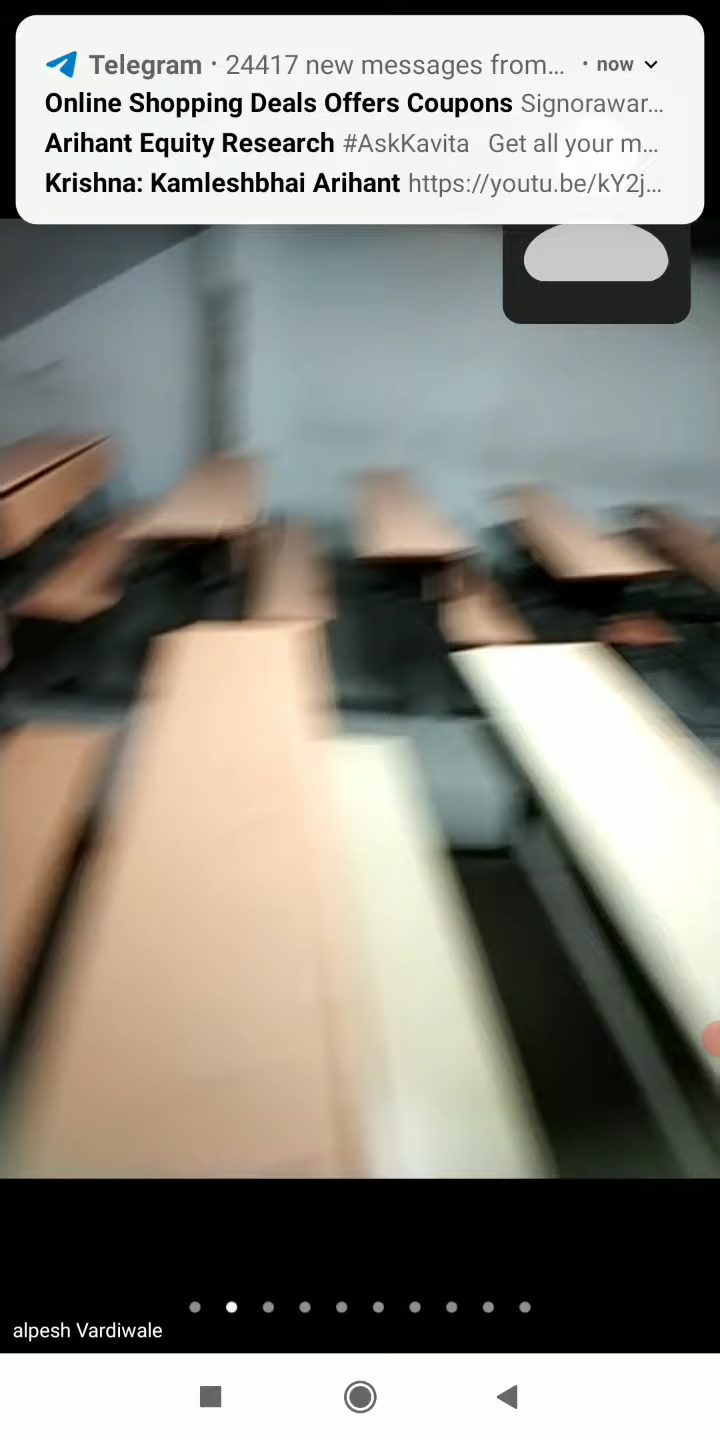 Telegram · 24417 new messages from... · now
Online Shopping Deals Offers Coupons Signorawar...
Arihant Equity Research #AskKavita Get all your m...
Krishna: Kamleshbhai Arihant https://youtu.be/kY2j...
alpesh Vardiwale